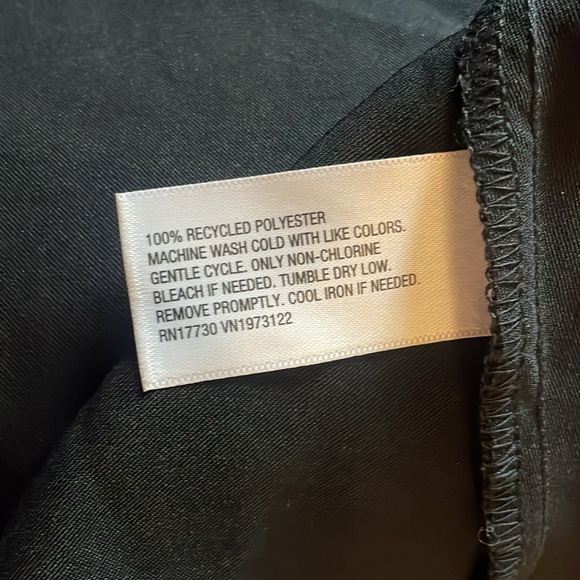 100% RECYCLED POLYESTER
MACHINE WASH COLD WITH LIKE COLORS.
GENTLE CYCLE. ONLY NON-CHLORINE
BLEACH IF NEEDED. TUMBLE DRY LOW.
REMOVE PROMPTLY. COOL IRON IF NEEDED.
RN17730 VN1973122